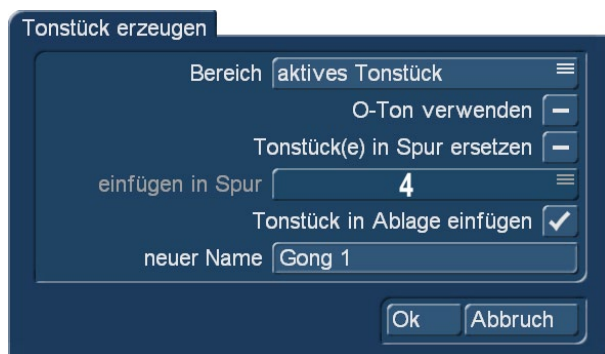 Tonstück erzeugen
Bereich aktives Tonstück
O-Ton verwenden
Tonstück(e) in Spur ersetzen
einfügen in Spur 4
Tonstück in Ablage einfügen
neuer Name Gong 1
Ok Abbruch